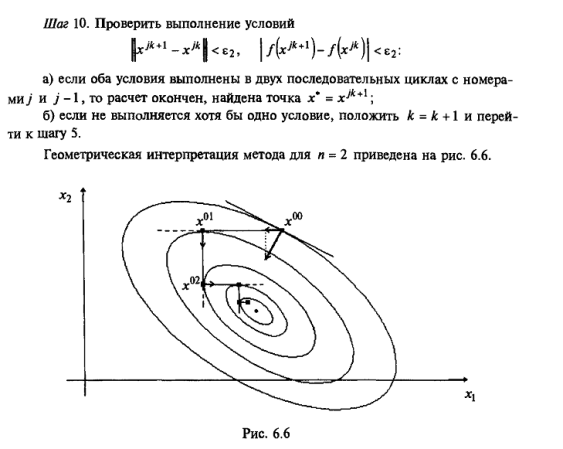 Шаг 10. Проверить выполнение условий
‖x^{jk+1} − x^{jk}‖ < ε₂, |f(x^{jk+1}) − f(x^{jk})| < ε₂:
а) если оба условия выполнены в двух последовательных циклах с номера-
ми j и j − 1, то расчет окончен, найдена точка x* = x^{jk+1};
б) если не выполняется хотя бы одно условие, положить k = k + 1 и перей-
ти к шагу 5.
Геометрическая интерпретация метода для n = 2 приведена на рис. 6.6.
x₂
x⁰¹
x⁰⁰
x⁰²
x₁
Рис. 6.6